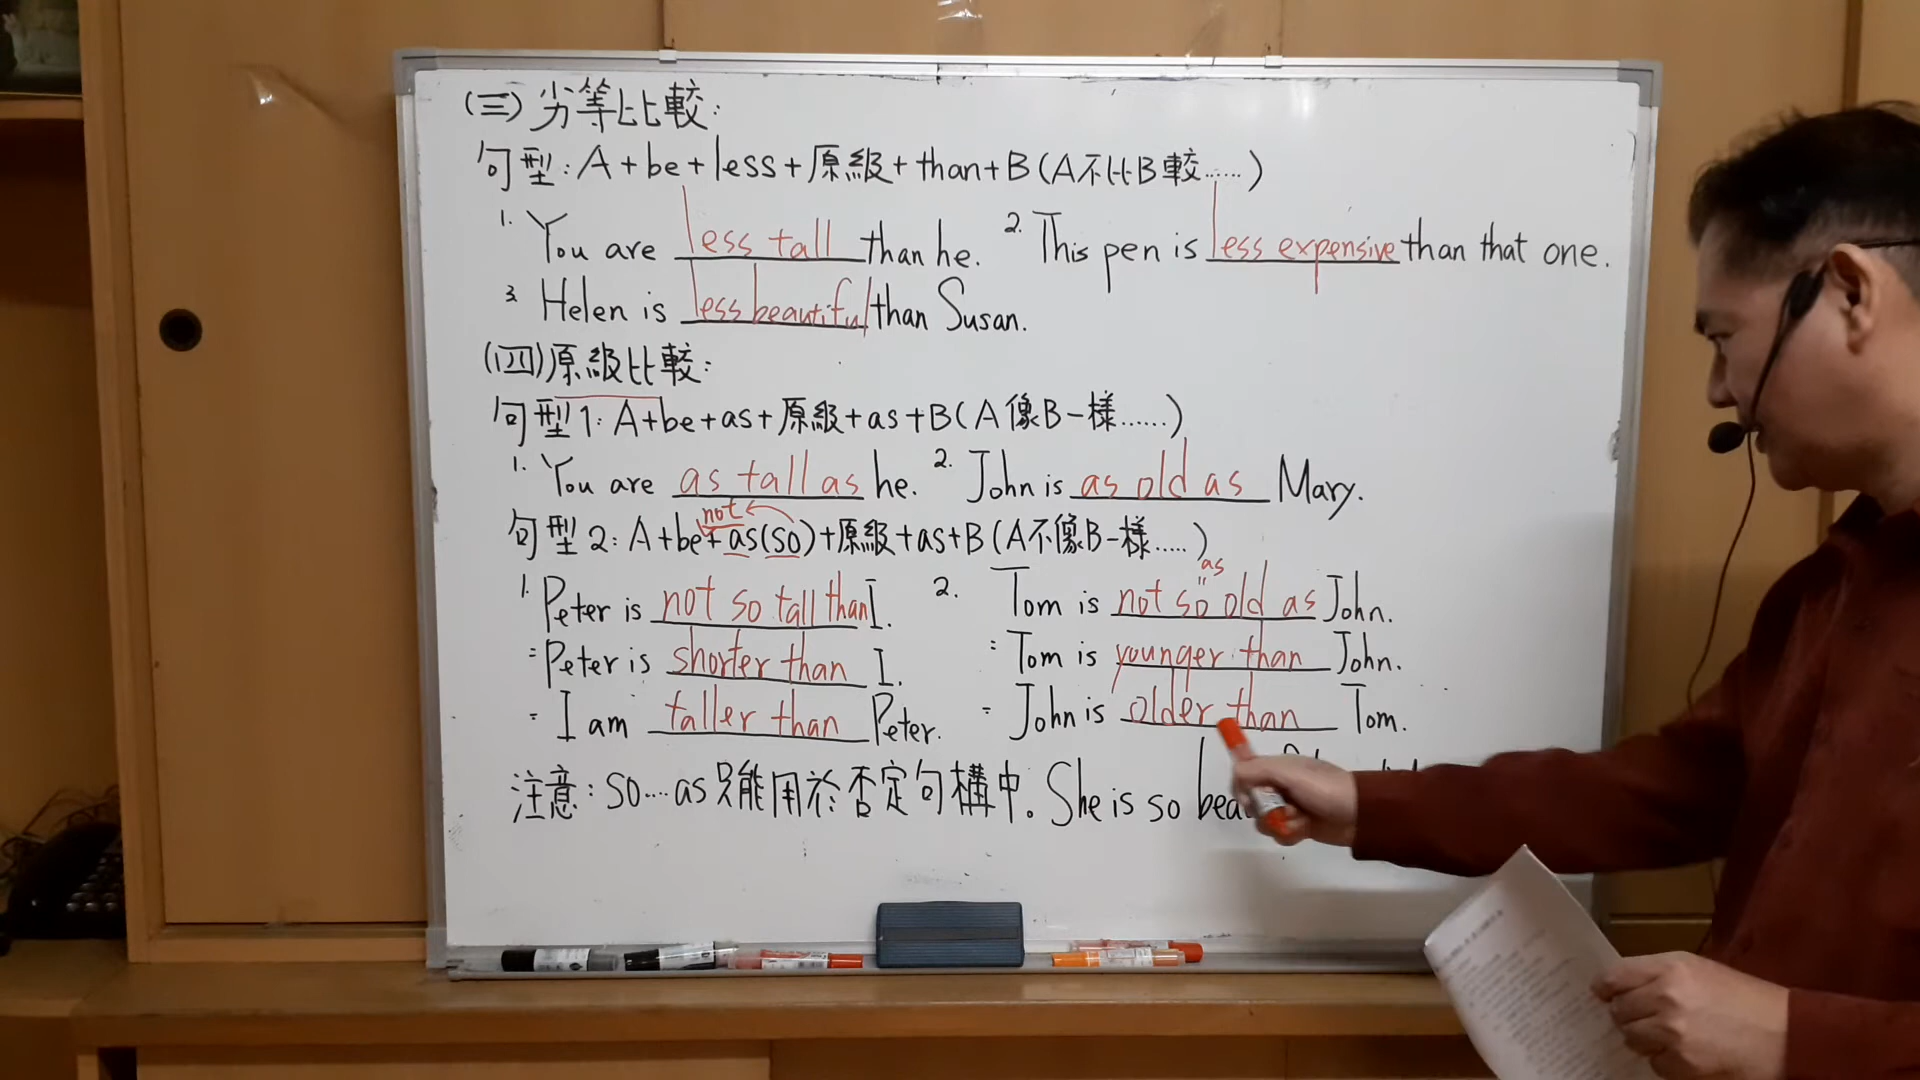 (三)劣等比較:
句型:A+be+less+原級+than+B(A不比B較……)
1. You are less tall than he. 2. This pen is less expensive than that one.
3. Helen is less beautiful than Susan.
(四)原級比較:
句型1:A+be+as+原級+as+B(A像B一樣……)
1. You are as tall as he. 2. John is as old as Mary.
not
句型2:A+be+as(so)+原級+as+B(A不像B一樣……)
as
1. Peter is not so tall than I. 2. Tom is not so old as John.
=Peter is shorter than I. =Tom is younger than John.
=I am taller than Peter. =John is older than Tom.
注意:so…as只能用於否定句構中。She is so